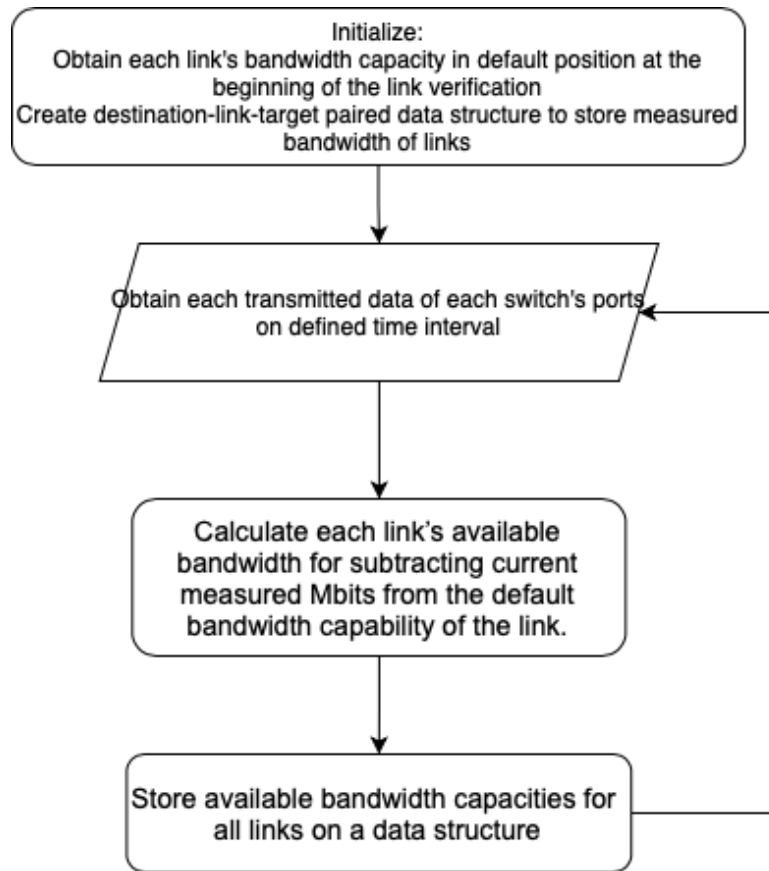 Initialize:
Obtain each link's bandwidth capacity in default position at the
beginning of the link verification
Create destination-link-target paired data structure to store measured
bandwidth of links
Obtain each transmitted data of each switch's ports
on defined time interval
Calculate each link’s available
bandwidth for subtracting current
measured Mbits from the default
bandwidth capability of the link.
Store available bandwidth capacities for
all links on a data structure